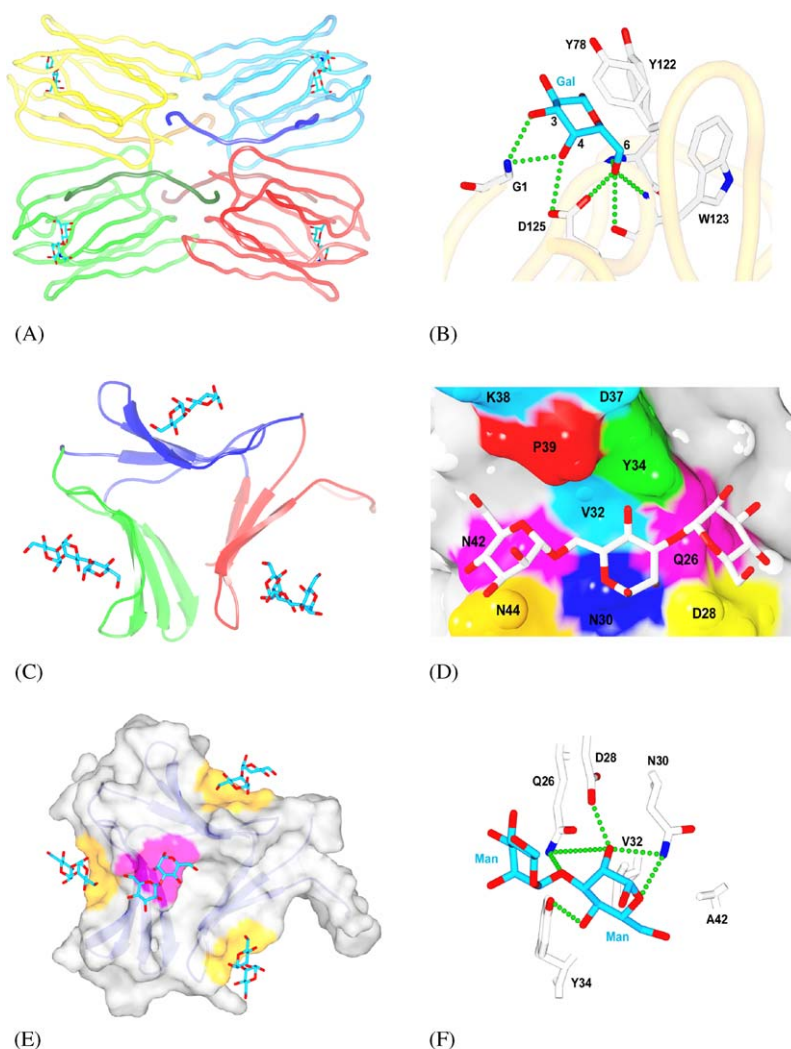 Y78
Y122
Gal
3
4
6
G1
D125
W123
(A)
(B)
K38
D37
P39
Y34
V32
N42
Q26
N44
N30
D28
(C)
(D)
D28
N30
Q26
V32
Man
A42
Man
Y34
(E)
(F)